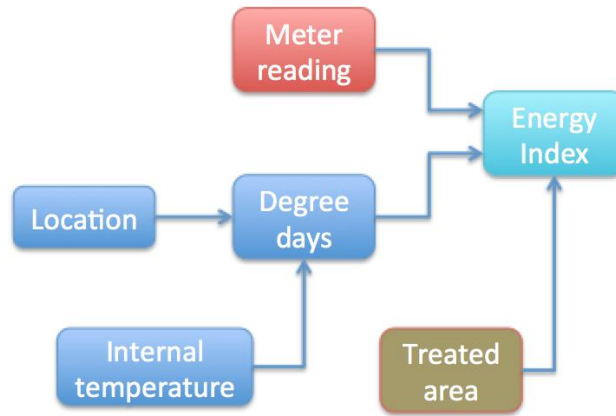 Meter
reading
Energy
Index
Location
Degree
days
Internal
temperature
Treated
area